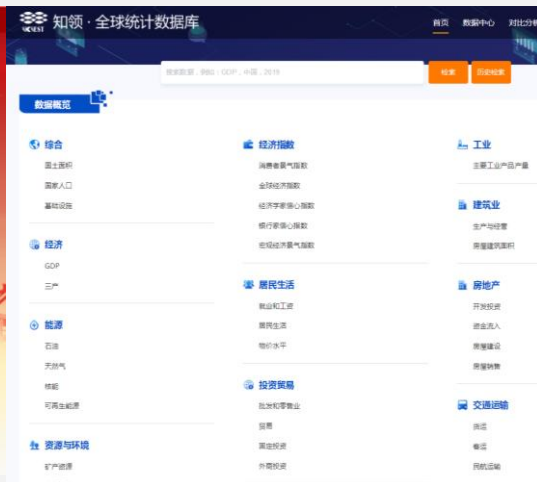 知领 · 全球统计数据库
首页 数据中心 对比分析
搜索数据，例如：GDP，中国，2019
检索 历史检索
数据概览
综合
国土面积
国家人口
基础设施
经济
GDP
三产
能源
石油
天然气
核能
可再生能源
资源与环境
矿产资源
经济指数
消费者景气指数
全球经济指数
经济学家信心指数
银行家信心指数
宏观经济景气指数
居民生活
就业和工资
居民生活
物价水平
投资贸易
批发和零售业
贸易
固定投资
外商投资
工业
主要工业产品产量
建筑业
生产与经营
房屋建筑面积
房地产
开发投资
资金流入
房屋建设
房屋销售
交通运输
货运
客运
民航运输